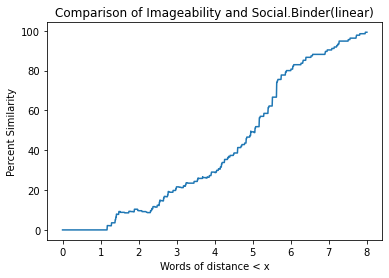 Comparison of Imageability and Social.Binder(linear)
100
80
60
40
20
0
Percent Similarity
0 1 2 3 4 5 6 7 8
Words of distance < x